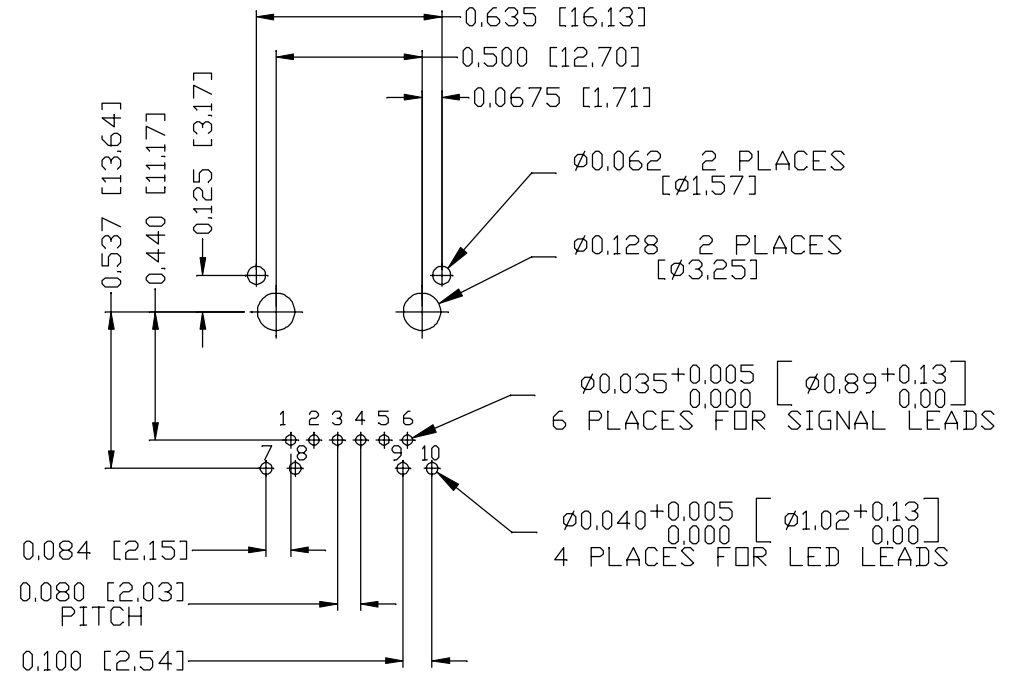 0.635 [16.13]
0.500 [12.70]
0.0675 [1.71]
0.537 [13.64]
0.440 [11.17]
0.125 [3.17]
Ø0.062 2 PLACES
[Ø1.57]
Ø0.128 2 PLACES
[Ø3.25]
Ø0.035+0.005 [Ø0.89+0.13]
0.000 0.00
6 PLACES FOR SIGNAL LEADS
1 2 3 4 5 6
7 8 9 10
Ø0.040+0.005 [Ø1.02+0.13]
0.000 0.00
4 PLACES FOR LED LEADS
0.084 [2.15]
0.080 [2.03]
PITCH
0.100 [2.54]